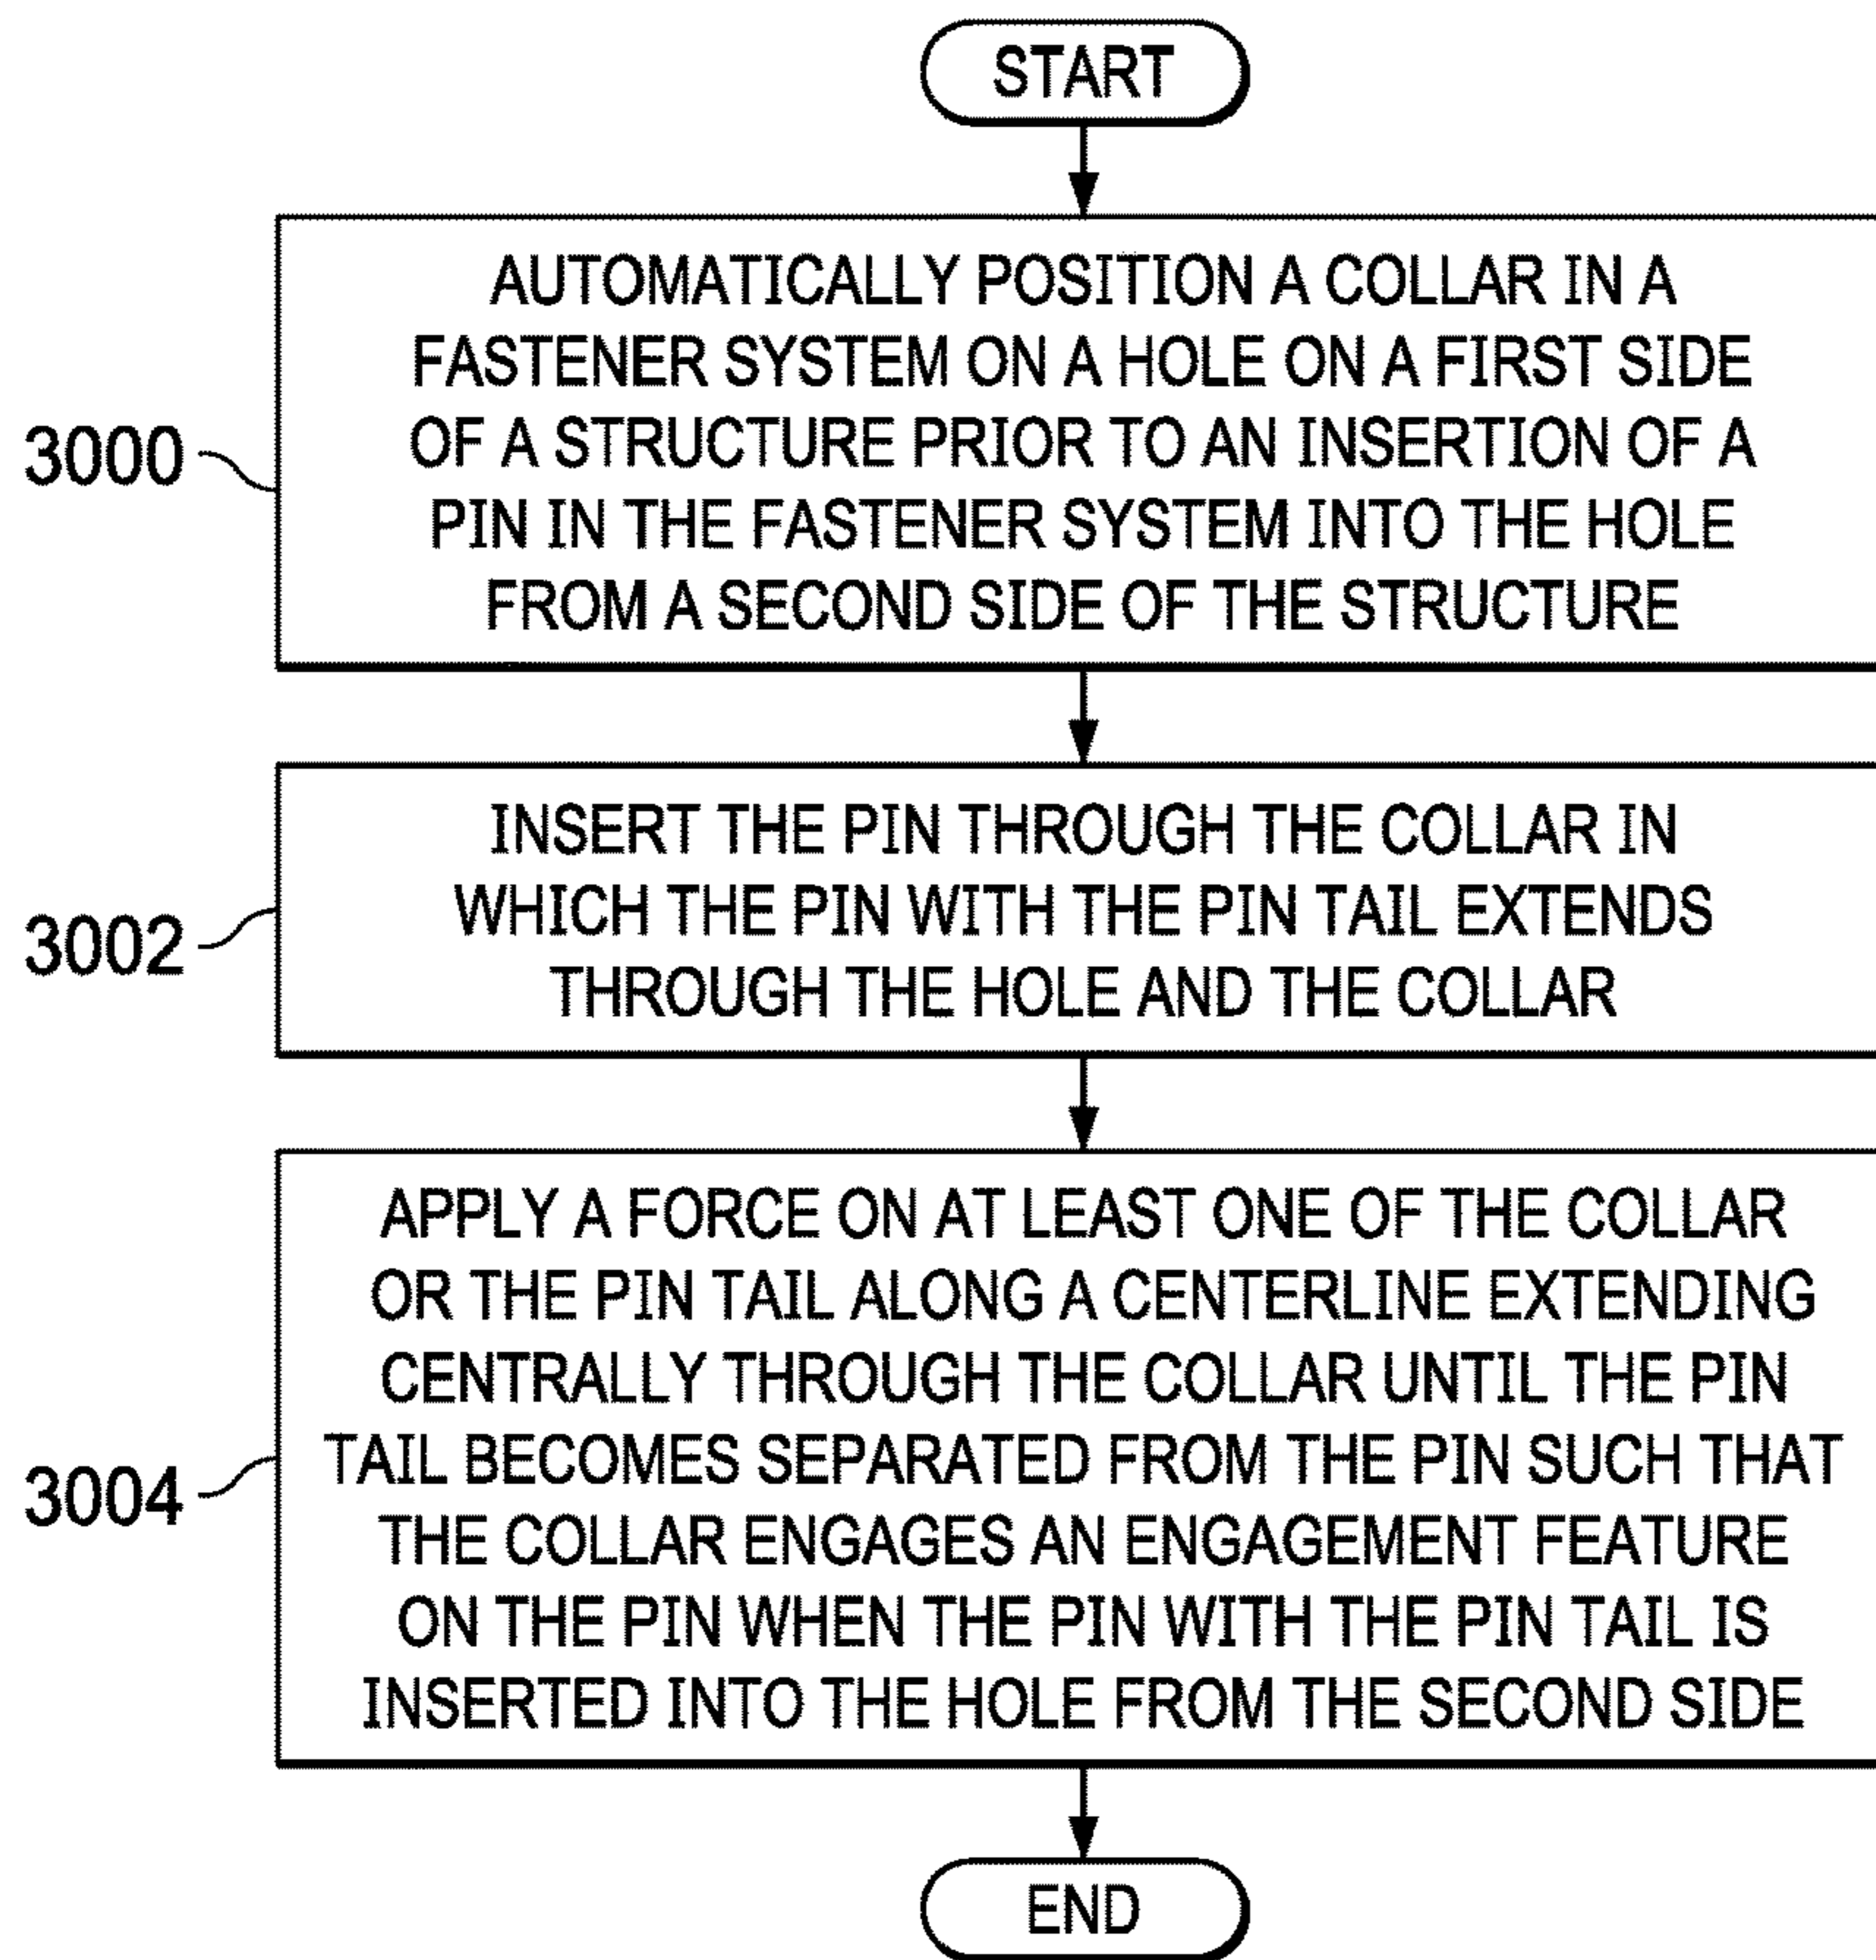 START
3000
AUTOMATICALLY POSITION A COLLAR IN A
FASTENER SYSTEM ON A HOLE ON A FIRST SIDE
OF A STRUCTURE PRIOR TO AN INSERTION OF A
PIN IN THE FASTENER SYSTEM INTO THE HOLE
FROM A SECOND SIDE OF THE STRUCTURE
3002
INSERT THE PIN THROUGH THE COLLAR IN
WHICH THE PIN WITH THE PIN TAIL EXTENDS
THROUGH THE HOLE AND THE COLLAR
3004
APPLY A FORCE ON AT LEAST ONE OF THE COLLAR
OR THE PIN TAIL ALONG A CENTERLINE EXTENDING
CENTRALLY THROUGH THE COLLAR UNTIL THE PIN
TAIL BECOMES SEPARATED FROM THE PIN SUCH THAT
THE COLLAR ENGAGES AN ENGAGEMENT FEATURE
ON THE PIN WHEN THE PIN WITH THE PIN TAIL IS
INSERTED INTO THE HOLE FROM THE SECOND SIDE
END